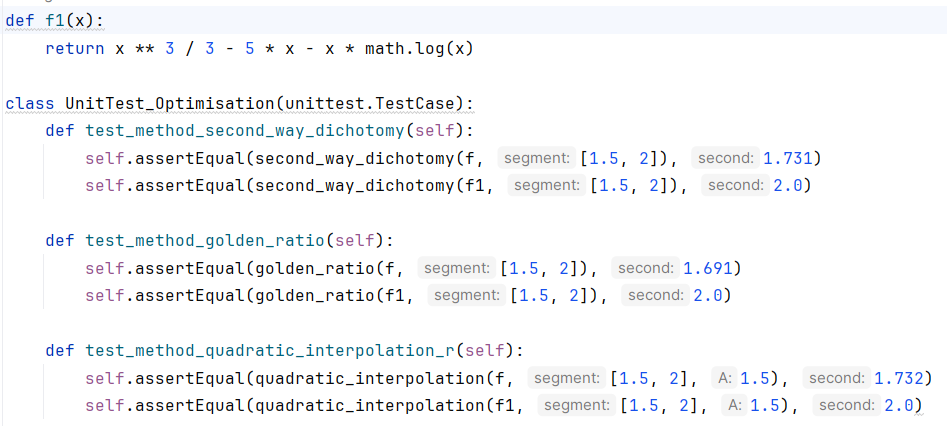 def f1(x):
    return x ** 3 / 3 - 5 * x - x * math.log(x)
class UnitTest_Optimisation(unittest.TestCase):
    def test_method_second_way_dichotomy(self):
        self.assertEqual(second_way_dichotomy(f, segment: [1.5, 2]), second: 1.731)
        self.assertEqual(second_way_dichotomy(f1, segment: [1.5, 2]), second: 2.0)
    def test_method_golden_ratio(self):
        self.assertEqual(golden_ratio(f, segment: [1.5, 2]), second: 1.691)
        self.assertEqual(golden_ratio(f1, segment: [1.5, 2]), second: 2.0)
    def test_method_quadratic_interpolation_r(self):
        self.assertEqual(quadratic_interpolation(f, segment: [1.5, 2], A: 1.5), second: 1.732)
        self.assertEqual(quadratic_interpolation(f1, segment: [1.5, 2], A: 1.5), second: 2.0)